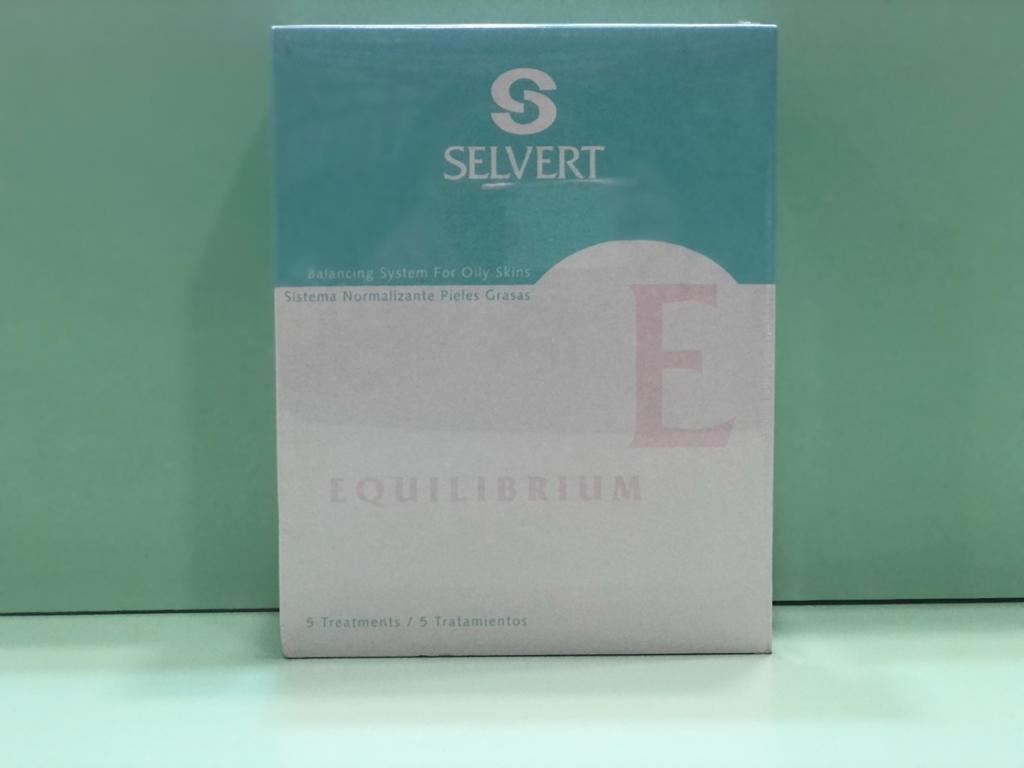 SELVERT
Balancing System For Oily Skins
Sistema Normalizante Pieles Grasas
E
EQUILIBRIUM
5 Treatments / 5 Tratamientos